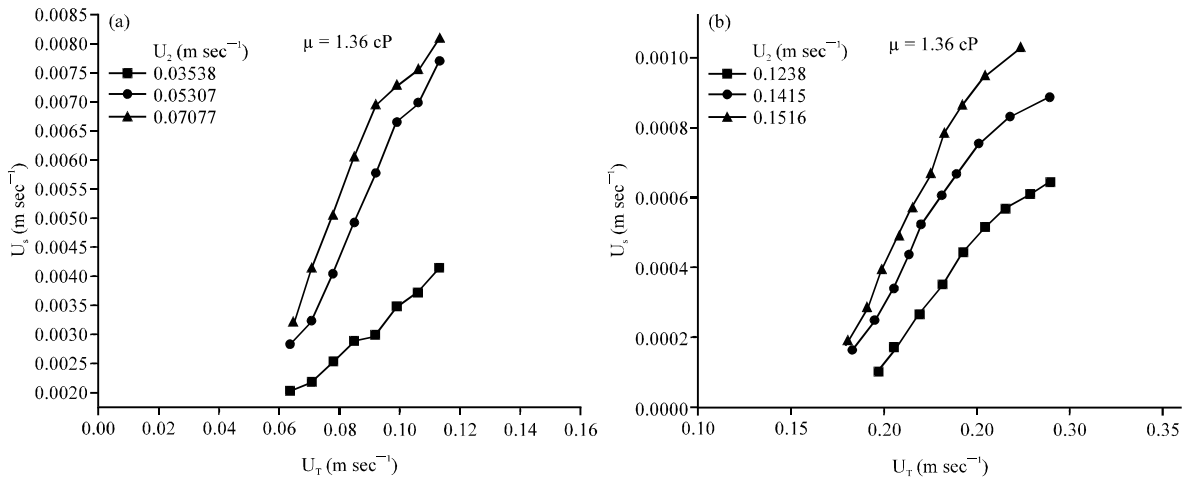 (a)
μ = 1.36 cP
U₂ (m sec⁻¹)
0.03538
0.05307
0.07077
0.0085
0.0080
0.0075
0.0070
0.0065
0.0060
0.0055
0.0050
0.0045
0.0040
0.0035
0.0030
0.0025
0.0020
Uₛ (m sec⁻¹)
0.00 0.02 0.04 0.06 0.08 0.10 0.12 0.14 0.16
U_T (m sec⁻¹)
(b)
μ = 1.36 cP
U₂ (m sec⁻¹)
0.1238
0.1415
0.1516
0.0010
0.0008
0.0006
0.0004
0.0002
0.0000
Uₛ (m sec⁻¹)
0.10 0.15 0.20 0.20 0.30 0.35
U_T (m sec⁻¹)